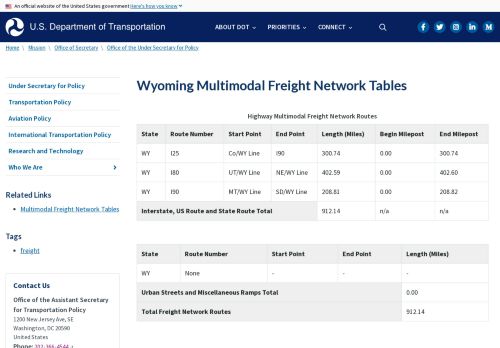 An official website of the United States government Here's how you know
U.S. Department of Transportation
ABOUT DOT
PRIORITIES
CONNECT
Home \ Mission \ Office of Secretary \ Office of the Under Secretary for Policy
Under Secretary for Policy
Transportation Policy
Aviation Policy
International Transportation Policy
Research and Technology
Who We Are
Related Links
Multimodal Freight Network Tables
Tags
freight
Contact Us
Office of the Assistant Secretary
for Transportation Policy
1200 New Jersey Ave, SE
Washington, DC 20590
United States
Phone: 202-366-4544
Wyoming Multimodal Freight Network Tables
Highway Multimodal Freight Network Routes
State Route Number Start Point End Point Length (Miles) Begin Milepost End Milepost
WY I25 Co/WY Line I90 300.74 0.00 300.74
WY I80 UT/WY Line NE/WY Line 402.59 0.00 402.60
WY I90 MT/WY Line SD/WY Line 208.81 0.00 208.82
Interstate, US Route and State Route Total 912.14 n/a n/a
State Route Number Start Point End Point Length (Miles)
WY None - - -
Urban Streets and Miscellaneous Ramps Total 0.00
Total Freight Network Routes 912.14